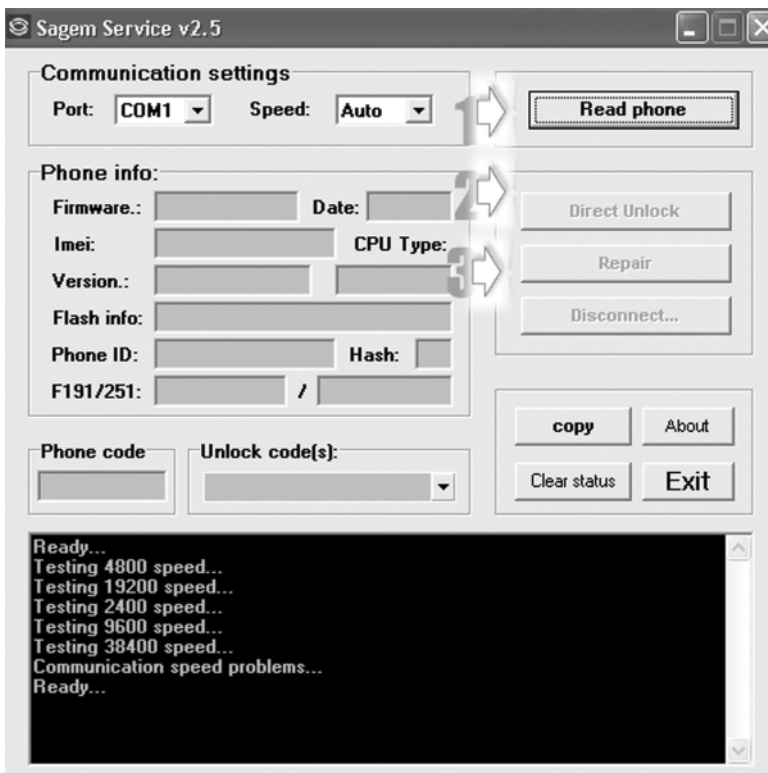 Sagem Service v2.5
Communication settings
Port: COM1 Speed: Auto
1
Read phone
Phone info:
Firmware.: Date:
2
Direct Unlock
Imei: CPU Type:
3
Repair
Version.:
Flash info:
Disconnect...
Phone ID: Hash:
F191/251: /
copy About
Phone code Unlock code(s):
Clear status Exit
Ready...
Testing 4800 speed...
Testing 19200 speed...
Testing 2400 speed...
Testing 9600 speed...
Testing 38400 speed...
Communication speed problems...
Ready...